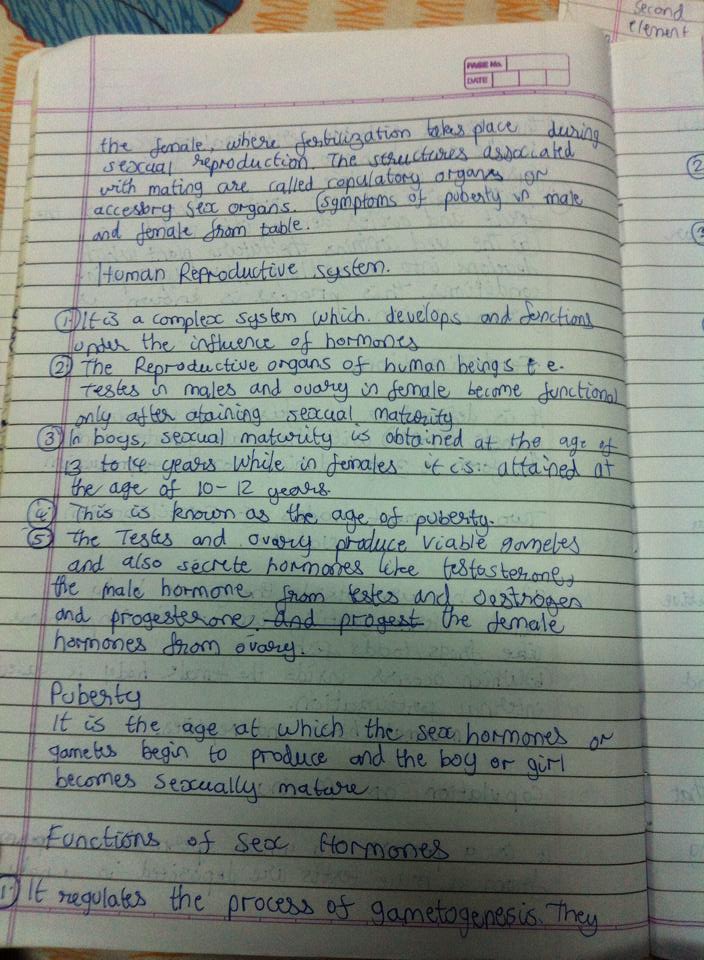 second
element
PAGE No.
DATE
the female, where fertilization takes place during
sexual reproduction. The structures associated
with mating are called copulatory organs or
accessory sex organs. (Symptoms of puberty in male
and female from table.
Human Reproductive system.
1. It is a complex system which develops and functions
under the influence of hormones
2. The Reproductive organs of human beings i.e.
testes in males and ovary in female become functional
only after ataining sexual maturity
3 In boys, sexual maturity is obtained at the age of
13 to 14 years while in females it is attained at
the age of 10-12 years.
4. This is known as the age of puberty.
5. The Testes and ovary produce viable gametes
and also secrete hormones like testasterone,
the male hormone from testes and oestrogen
and progesterone. And progest the female
hormones from ovary.
Puberty
It is the age at which the sex hormones or
gametes begin to produce and the boy or girl
becomes sexually mature
Functions of Sex Hormones
1. It regulates the process of gametogenesis. They
2
3